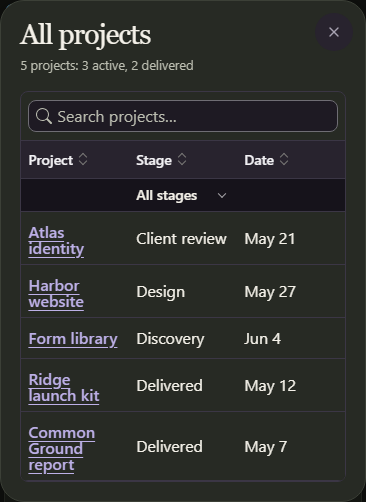 All projects
5 projects: 3 active, 2 delivered
Search projects...
Project Stage Date
All stages
Atlas identity Client review May 21
Harbor website Design May 27
Form library Discovery Jun 4
Ridge launch kit Delivered May 12
Common Ground report Delivered May 7